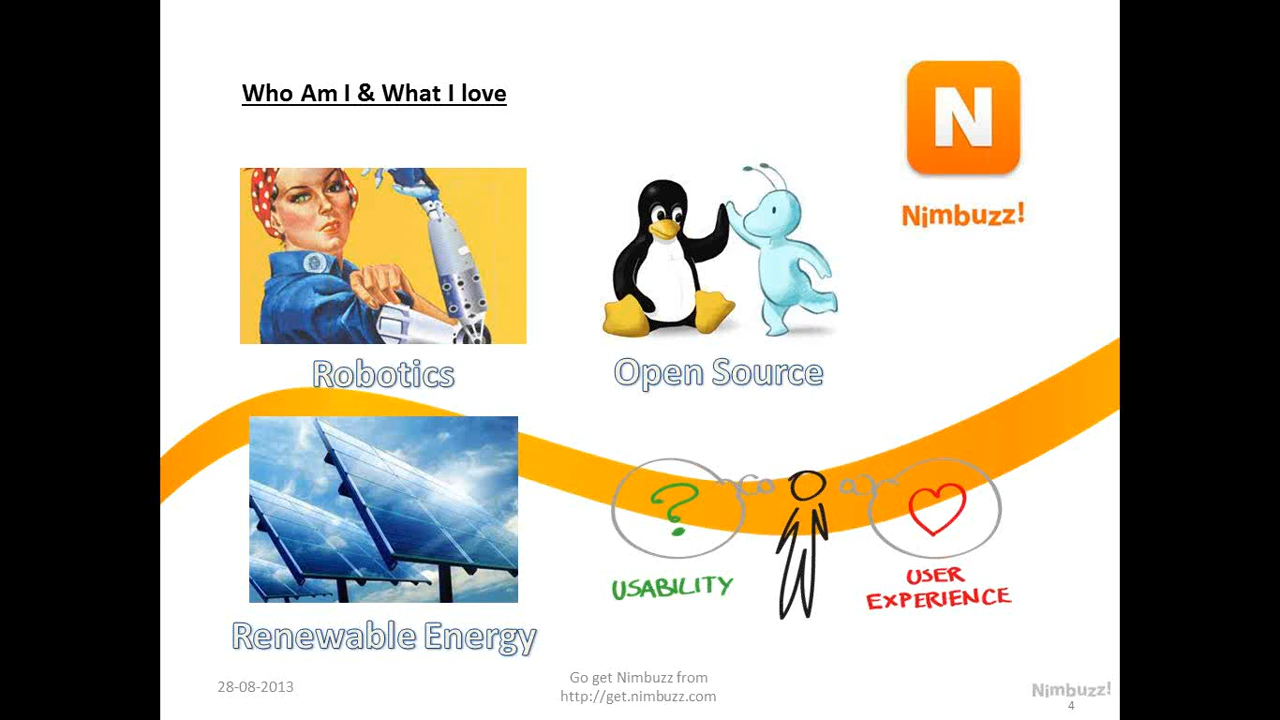 Who Am I & What I love
N
Nimbuzz!
Robotics
Open Source
USABILITY
USER
EXPERIENCE
Renewable Energy
28-08-2013
Go get Nimbuzz from
http://get.nimbuzz.com
Nimbuzz!
4